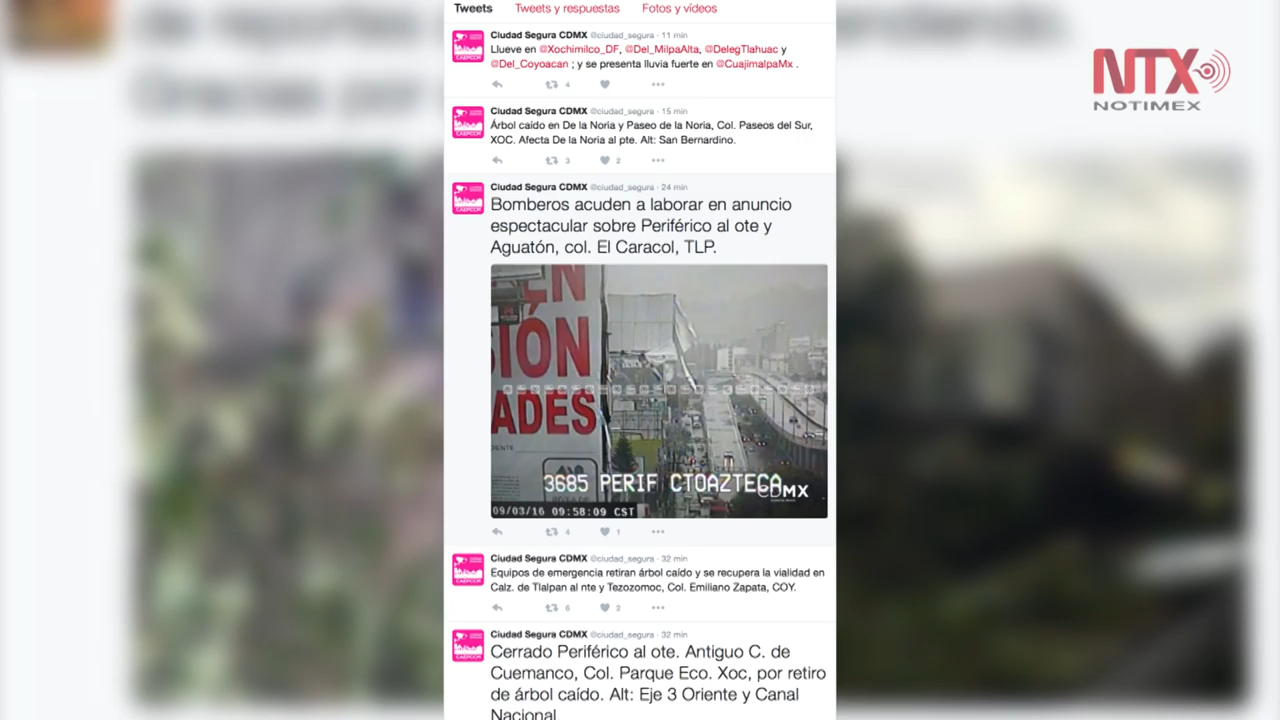 Tweets Tweets y respuestas Fotos y vídeos
Ciudad Segura CDMX @ciudad_segura · 11 min
Llueve en @Xochimilco_DF, @Del_MilpaAlta, @DelegTlahuac y
@Del_Coyoacan ; y se presenta lluvia fuerte en @CuajimalpaMx .
4
NTX
NOTIMEX
Ciudad Segura CDMX @ciudad_segura · 15 min
Árbol caído en De la Noria y Paseo de la Noria, Col. Paseos del Sur,
XOC. Afecta De la Noria al pte. Alt: San Bernardino.
3 2
Ciudad Segura CDMX @ciudad_segura · 24 min
Bomberos acuden a laborar en anuncio
espectacular sobre Periférico al ote y
Aguatón, col. El Caracol, TLP.
EN
IÓN
ADES
3685 PERIF CTOAZTECA
CDMX
09/03/16 09:58:09 CST
4 1
Ciudad Segura CDMX @ciudad_segura · 32 min
Equipos de emergencia retiran árbol caído y se recupera la vialidad en
Calz. de Tlalpan al nte y Tezozomoc, Col. Emiliano Zapata, COY.
6 2
Ciudad Segura CDMX @ciudad_segura · 32 min
Cerrado Periférico al ote. Antiguo C. de
Cuemanco, Col. Parque Eco. Xoc, por retiro
de árbol caído. Alt: Eje 3 Oriente y Canal
Nacional